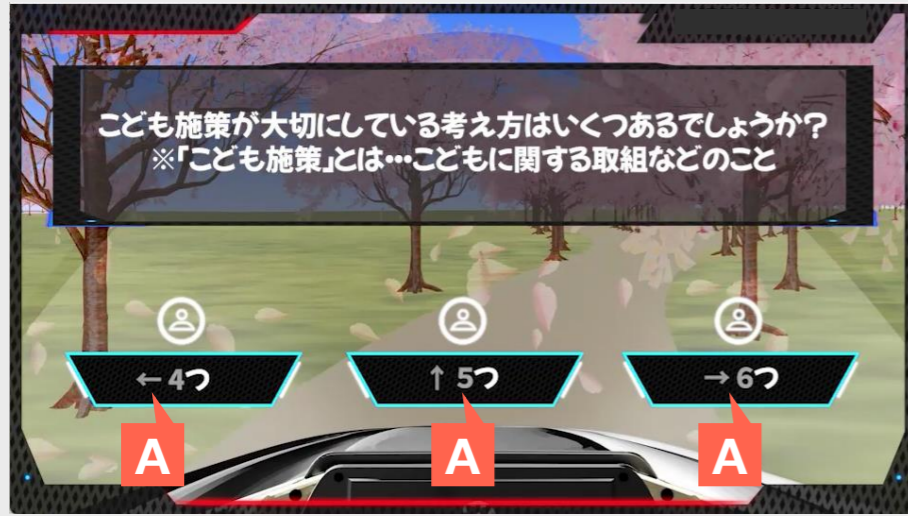 こども施策が大切にしている考え方はいくつあるでしょうか?
※「こども施策」とは…こどもに関する取組などのこと
←4つ
↑5つ
→6つ
A
A
A